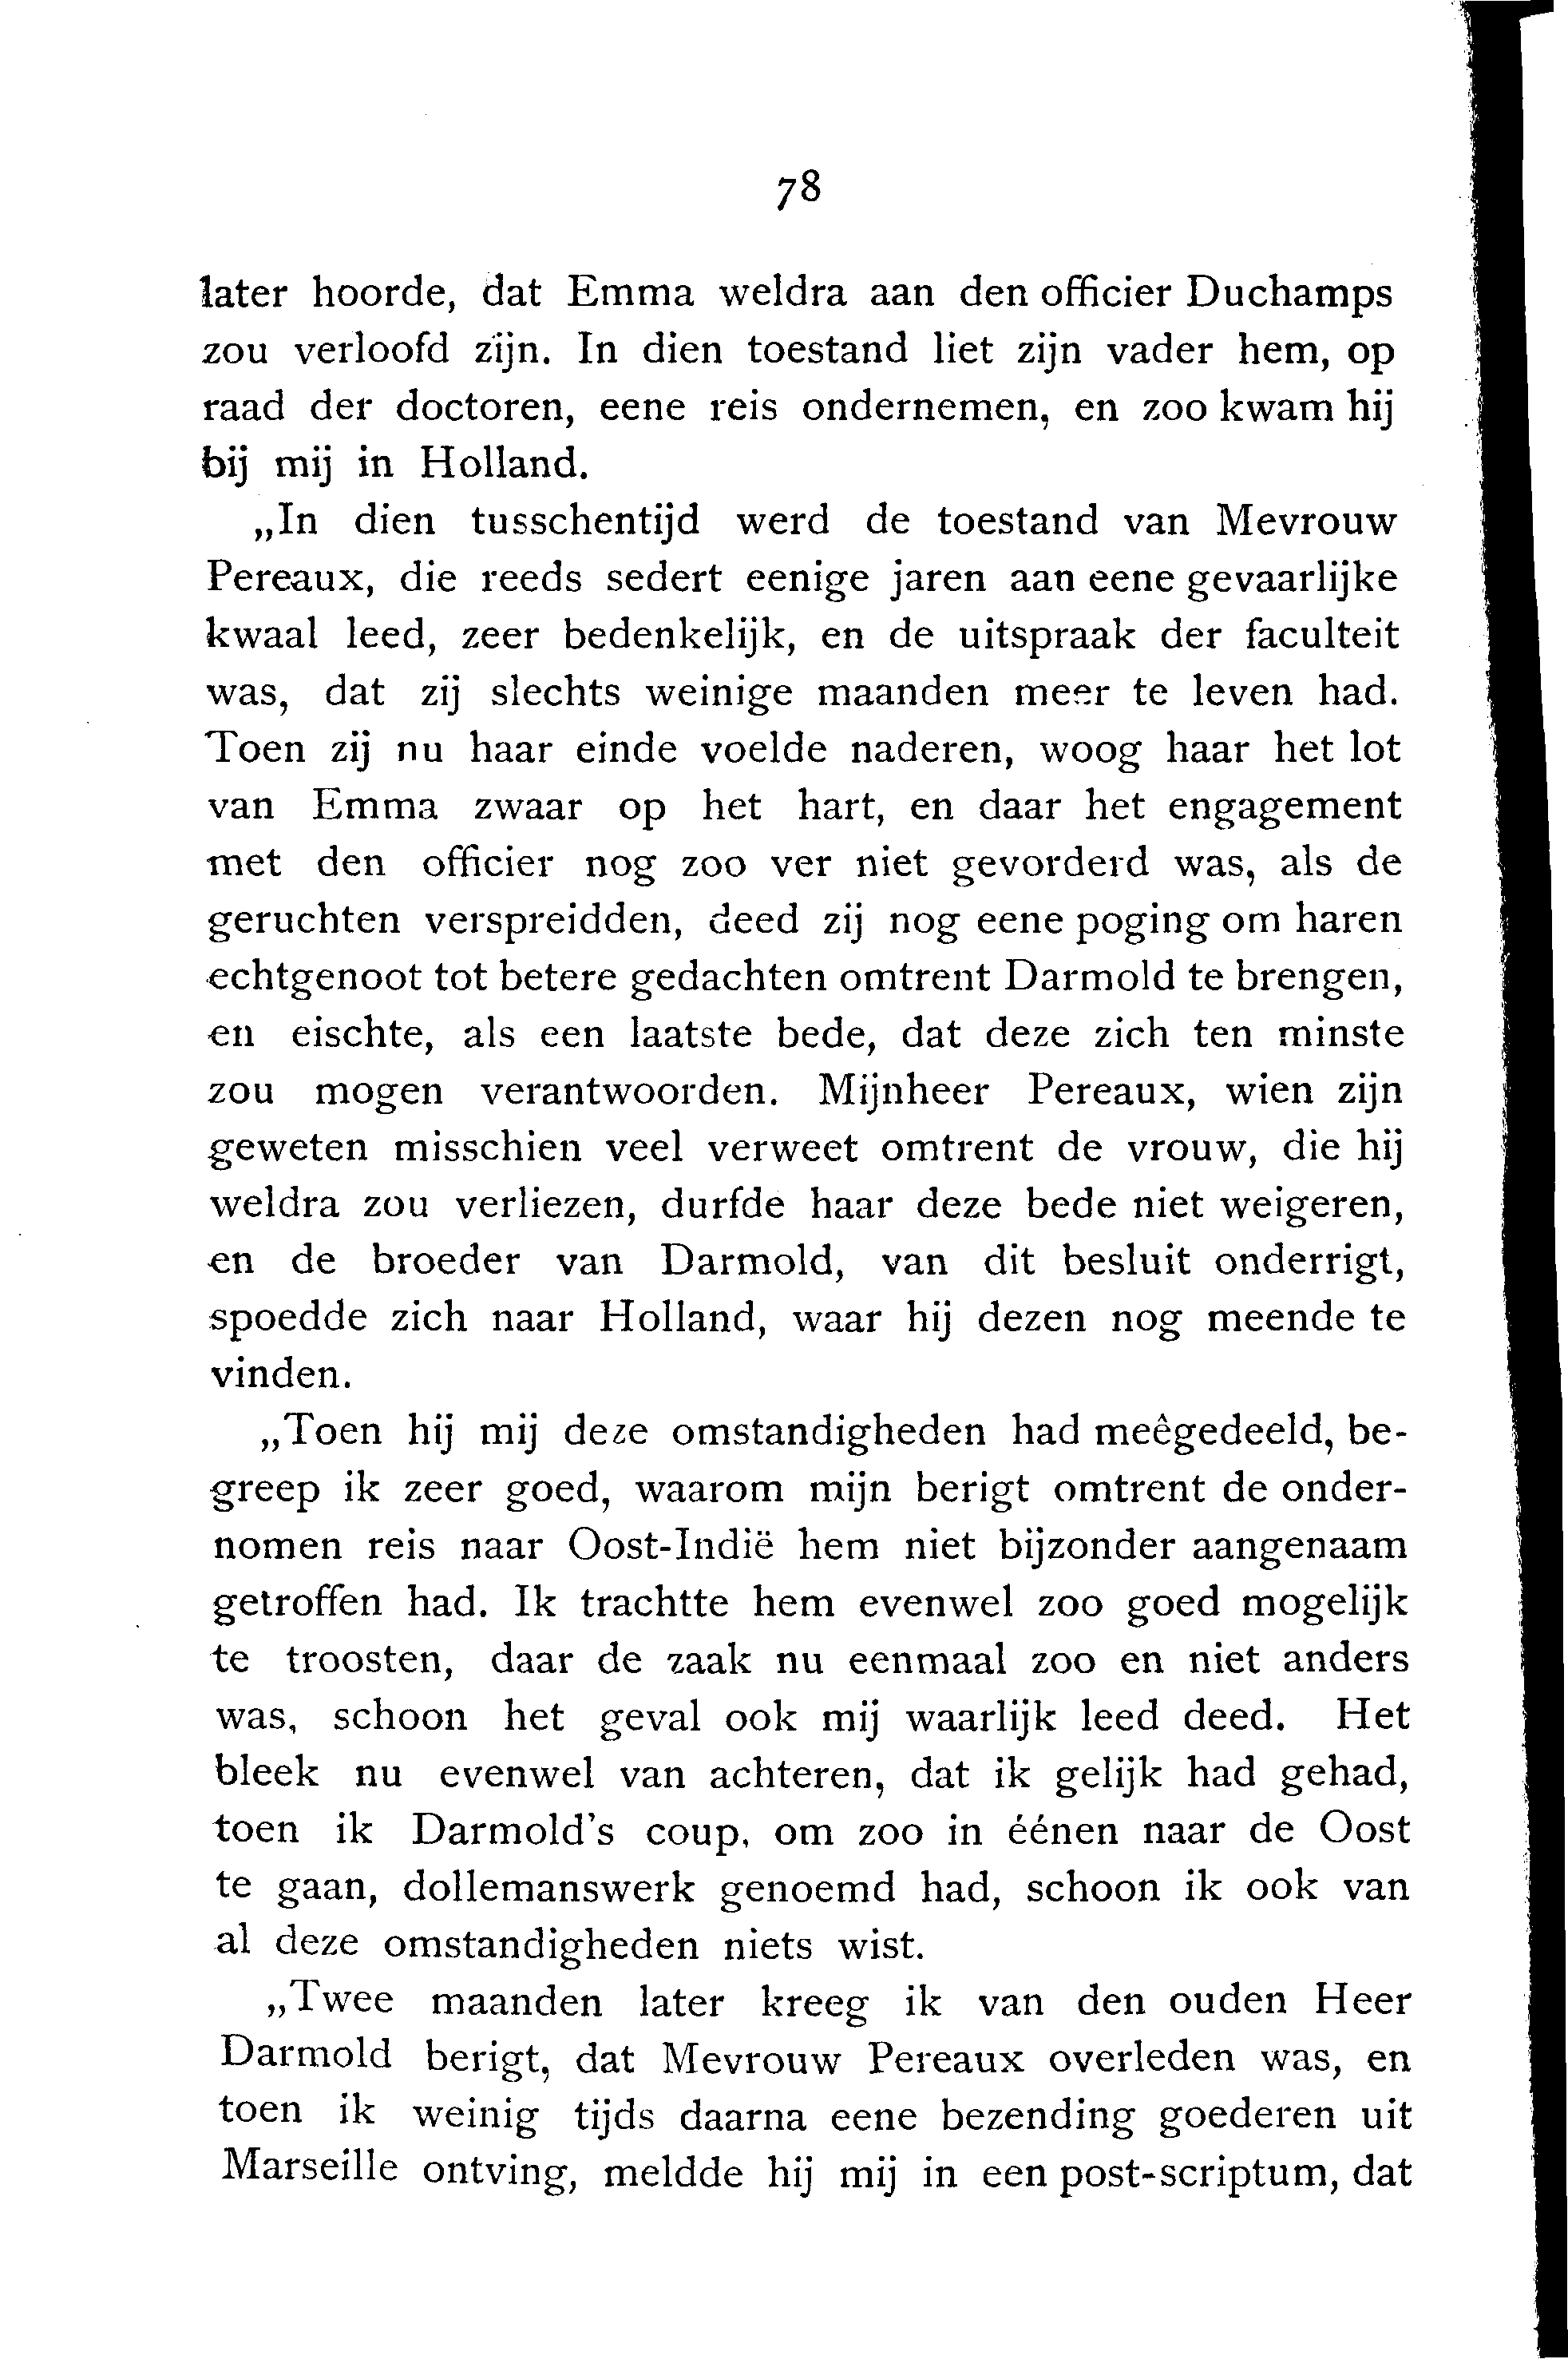 78
later hoorde, dat Emma weldra aan den officier Duchamps
zou verloofd zijn. In dien toestand liet zijn vader hem, op
raad der doctoren, eene reis ondernemen, en zoo kwam hij
bij mij in Holland.
„In dien tusschentijd werd de toestand van Mevrouw
Pereaux, die reeds sedert eenige jaren aan eene gevaarlijke
kwaal leed, zeer bedenkelijk, en de uitspraak der faculteit
was, dat zij slechts weinige maanden meer te leven had.
Toen zij nu haar einde voelde naderen, woog haar het lot
van Emma zwaar op het hart, en daar het engagement
met den officier nog zoo ver niet gevorderd was, als de
geruchten verspreidden, deed zij nog eene poging om haren
echtgenoot tot betere gedachten omtrent Darmold te brengen,
en eischte, als een laatste bede, dat deze zich ten minste
zou mogen verantwoorden. Mijnheer Pereaux, wien zijn
geweten misschien veel verweet omtrent de vrouw, die hij
weldra zou verliezen, durfde haar deze bede niet weigeren,
en de broeder van Darmold, van dit besluit onderrigt,
spoedde zich naar Holland, waar hij dezen nog meende te
vinden.
„Toen hij mij deze omstandigheden had meêgedeeld, be-
greep ik zeer goed, waarom mijn berigt omtrent de onder-
nomen reis naar Oost-Indië hem niet bijzonder aangenaam
getroffen had. Ik trachtte hem evenwel zoo goed mogelijk
te troosten, daar de zaak nu eenmaal zoo en niet anders
was, schoon het geval ook mij waarlijk leed deed. Het
bleek nu evenwel van achteren, dat ik gelijk had gehad,
toen ik Darmold's coup, om zoo in éénen naar de Oost
te gaan, dollemanswerk genoemd had, schoon ik ook van
al deze omstandigheden niets wist.
„Twee maanden later kreeg ik van den ouden Heer
Darmold berigt, dat Mevrouw Pereaux overleden was, en
toen ik weinig tijds daarna eene bezending goederen uit
Marseille ontving, meldde hij mij in een post-scriptum, dat